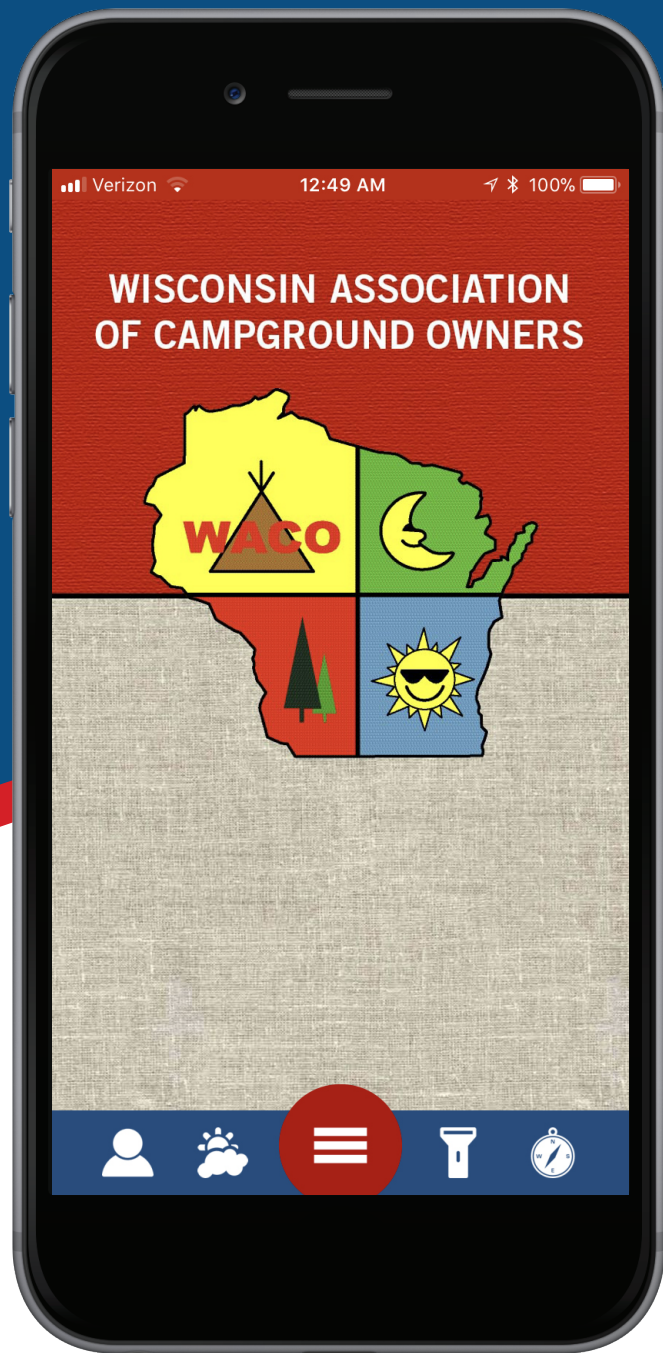 Verizon 12:49 AM 100%
WISCONSIN ASSOCIATION
OF CAMPGROUND OWNERS
WACO
N
W S
E